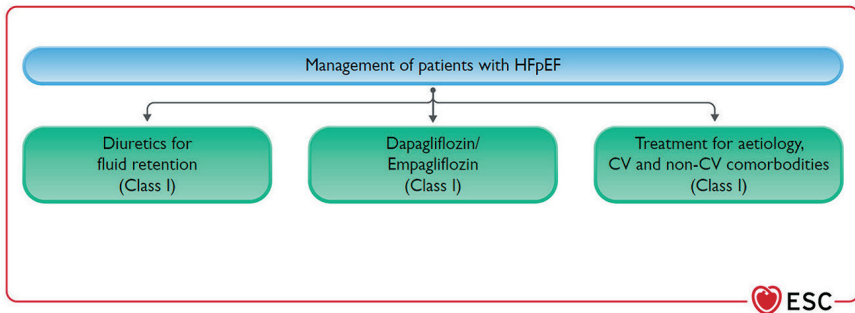 Management of patients with HFpEF
Diuretics for
fluid retention
(Class I)
Dapagliflozin/
Empagliflozin
(Class I)
Treatment for aetiology,
CV and non-CV comorbodities
(Class I)
ESC